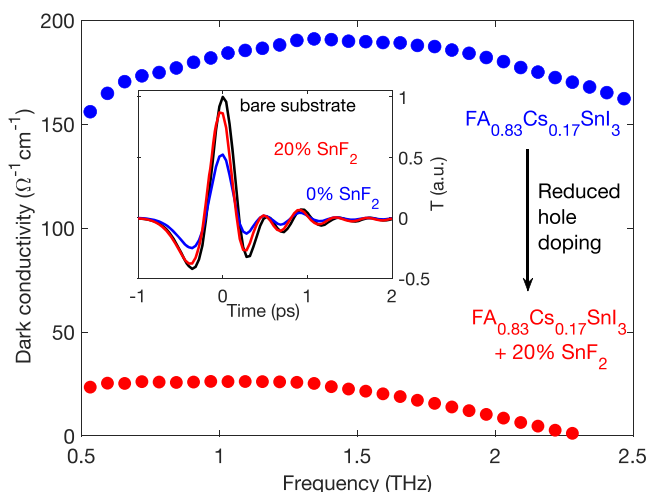 200
150
100
50
0
0.5
1
1.5
2
2.5
Dark conductivity (Ω⁻¹cm⁻¹)
Frequency (THz)
bare substrate
20% SnF₂
0% SnF₂
1
0.5
0
-0.5
T (a.u.)
-1
0
1
2
Time (ps)
FA₀.₈₃Cs₀.₁₇SnI₃
Reduced
hole
doping
FA₀.₈₃Cs₀.₁₇SnI₃
+ 20% SnF₂